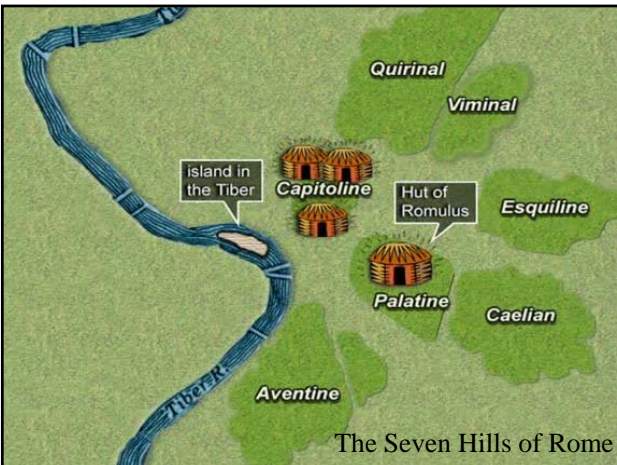 Quirinal
Viminal
island in
the Tiber
Capitoline
Hut of
Romulus
Esquiline
Palatine
Caelian
Aventine
Tiber R.
The Seven Hills of Rome